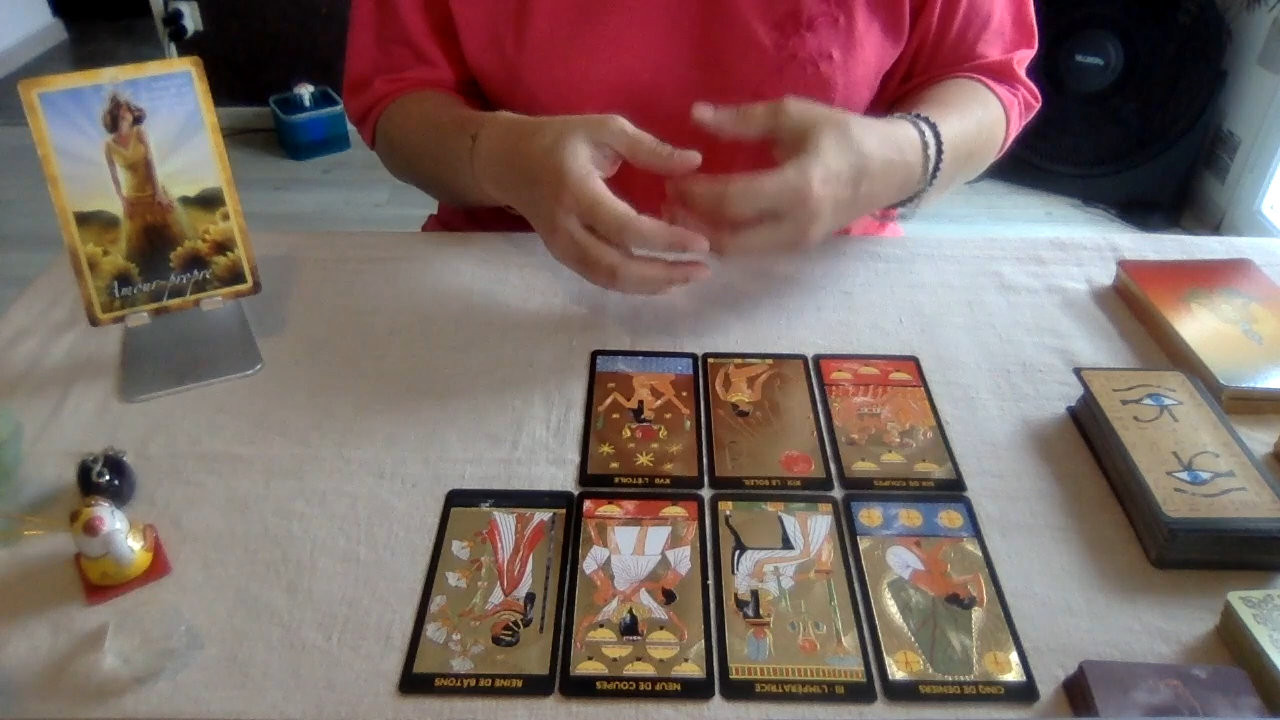 Amour-propre
XVII L'ÉTOILE
XIX LE SOLEIL
SIX DE COUPES
REINE DE BÂTONS
NEUF DE COUPES
III - L'IMPÉRATRICE
CINQ DE DENIERS